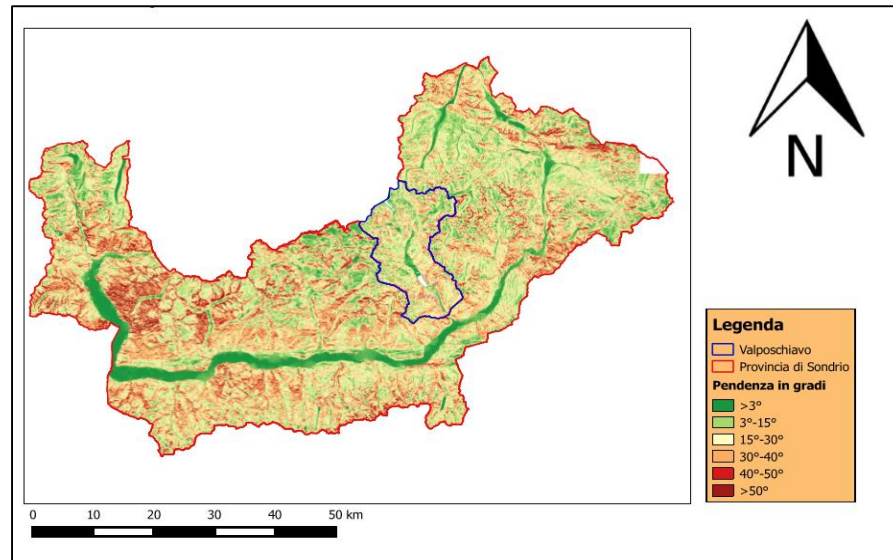 N
Legenda
Valposchiavo
Provincia di Sondrio
Pendenza in gradi
>3°
3°-15°
15°-30°
30°-40°
40°-50°
>50°
0 10 20 30 40 50 km